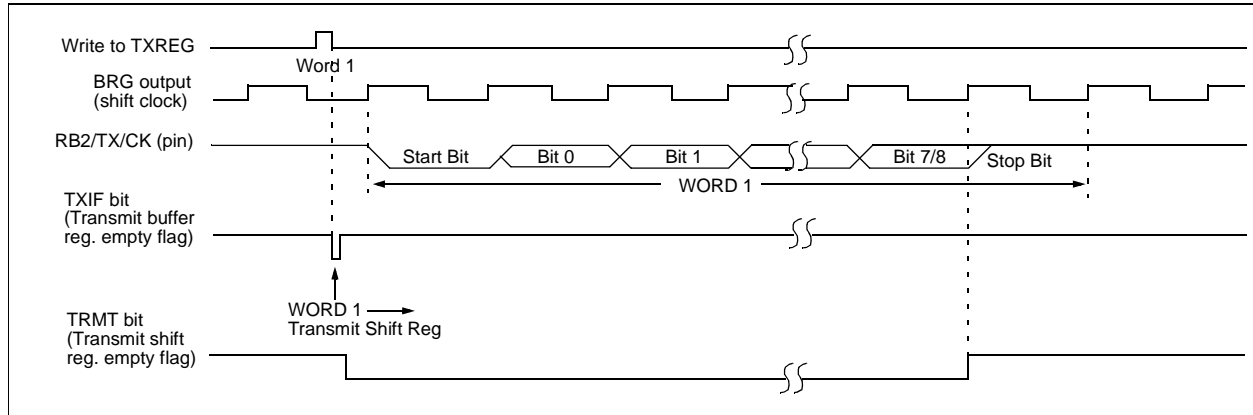 Write to TXREG
Word 1
BRG output
(shift clock)
RB2/TX/CK (pin)
Start Bit
Bit 0
Bit 1
Bit 7/8
Stop Bit
WORD 1
TXIF bit
(Transmit buffer
reg. empty flag)
WORD 1
Transmit Shift Reg
TRMT bit
(Transmit shift
reg. empty flag)